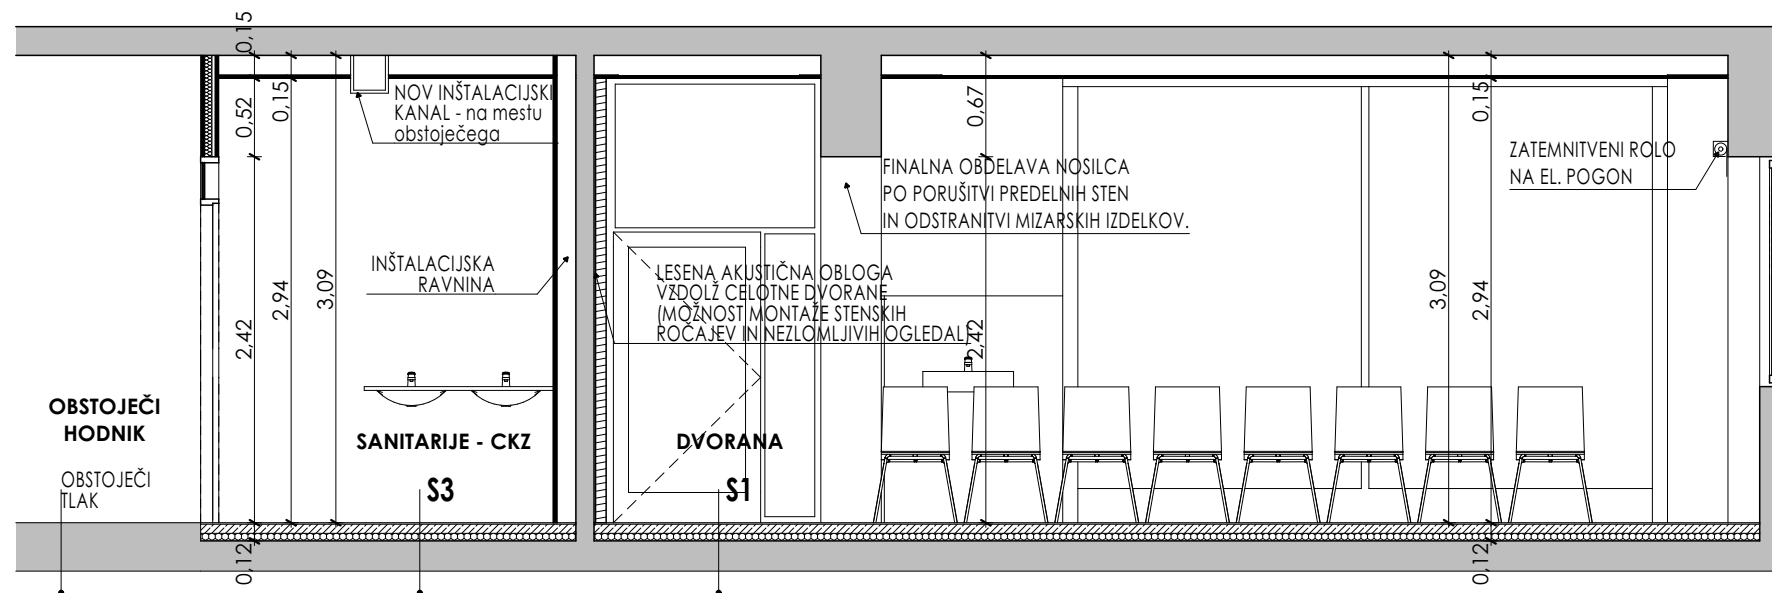 0,15
0,52
0,15
2,42
2,94
3,09
0,12
NOV INŠTALACIJSKI
KANAL - na mestu
obstoječega
INŠTALACIJSKA
RAVNINA
OBSTOJEČI
HODNIK
OBSTOJEČI
TLAK
SANITARIJE - CKZ
S3
LESENA AKUSTIČNA OBLOGA
VZDOLŽ CELOTNE DVORANE
(MOŽNOST MONTAŽE STENSKIH
ROČAJEV IN NEZLOMLJIVIH OGLEDAL)
DVORANA
S1
FINALNA OBDELAVA NOSILCA
PO PORUŠITVI PREDELNIH STEN
IN ODSTRANITVI MIZARSKIH IZDELKOV.
0,67
2,42
3,09
0,15
2,94
0,12
ZATEMNITVENI ROLO
NA EL. POGON